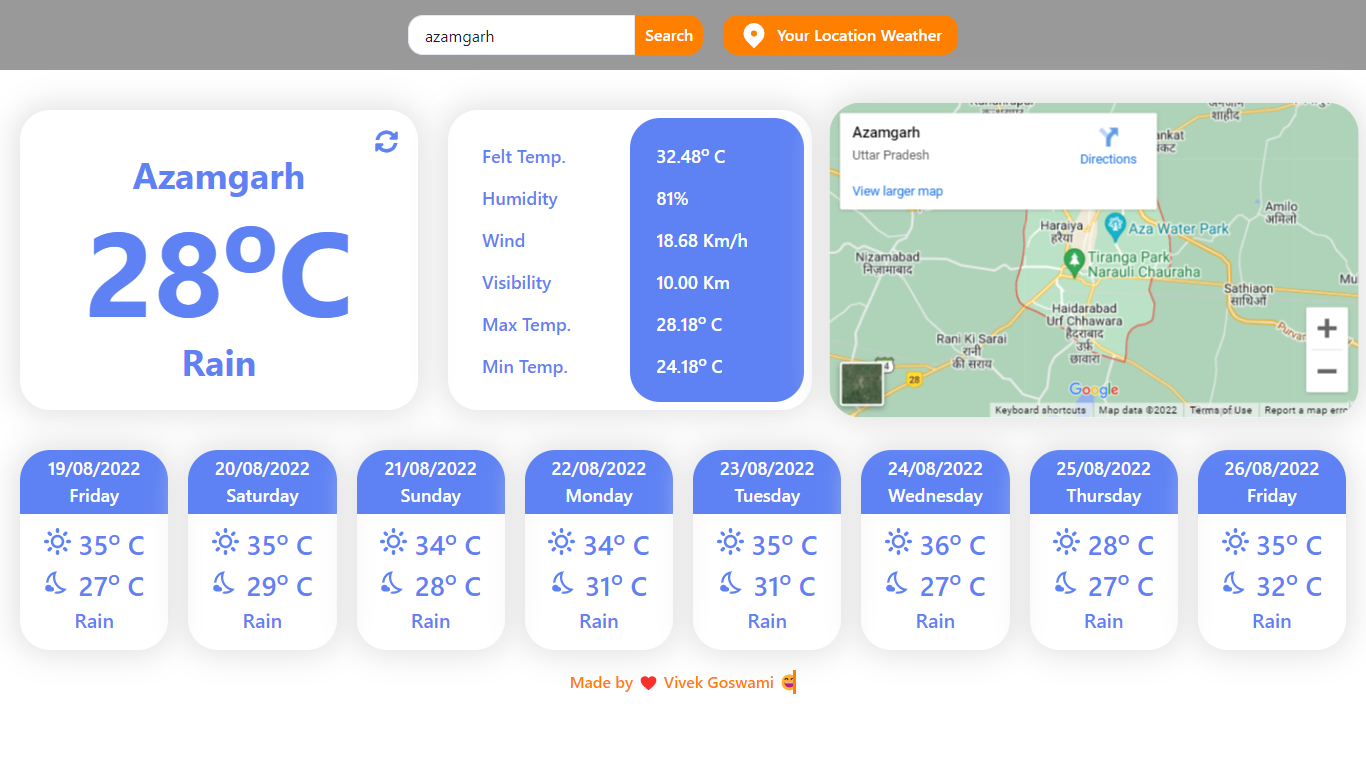 azamgarh
Search
Your Location Weather
Azamgarh
28ºC
Rain
Felt Temp.
32.48º C
Humidity
81%
Wind
18.68 Km/h
Visibility
10.00 Km
Max Temp.
28.18º C
Min Temp.
24.18º C
Azamgarh
Uttar Pradesh
Directions
View larger map
शाहीद
Haraiya
हरैया
Aza Water Park
Tiranga Park
Narauli Chauraha
Amilo
अमिलो
Nizamabad
निजामाबाद
Sathiaon
साथिओं
Haidarabad
Urf Chhawara
हैदराबाद
उर्फ़
छावारा
Rani Ki Sarai
रानी
की सराय
4
28
Google
Keyboard shortcuts
Map data ©2022
Terms of Use
Report a map
19/08/2022
Friday
35º C
27º C
Rain
20/08/2022
Saturday
35º C
29º C
Rain
21/08/2022
Sunday
34º C
28º C
Rain
22/08/2022
Monday
34º C
31º C
Rain
23/08/2022
Tuesday
35º C
31º C
Rain
24/08/2022
Wednesday
36º C
27º C
Rain
25/08/2022
Thursday
28º C
27º C
Rain
26/08/2022
Friday
35º C
32º C
Rain
Made by ❤️ Vivek Goswami 😅